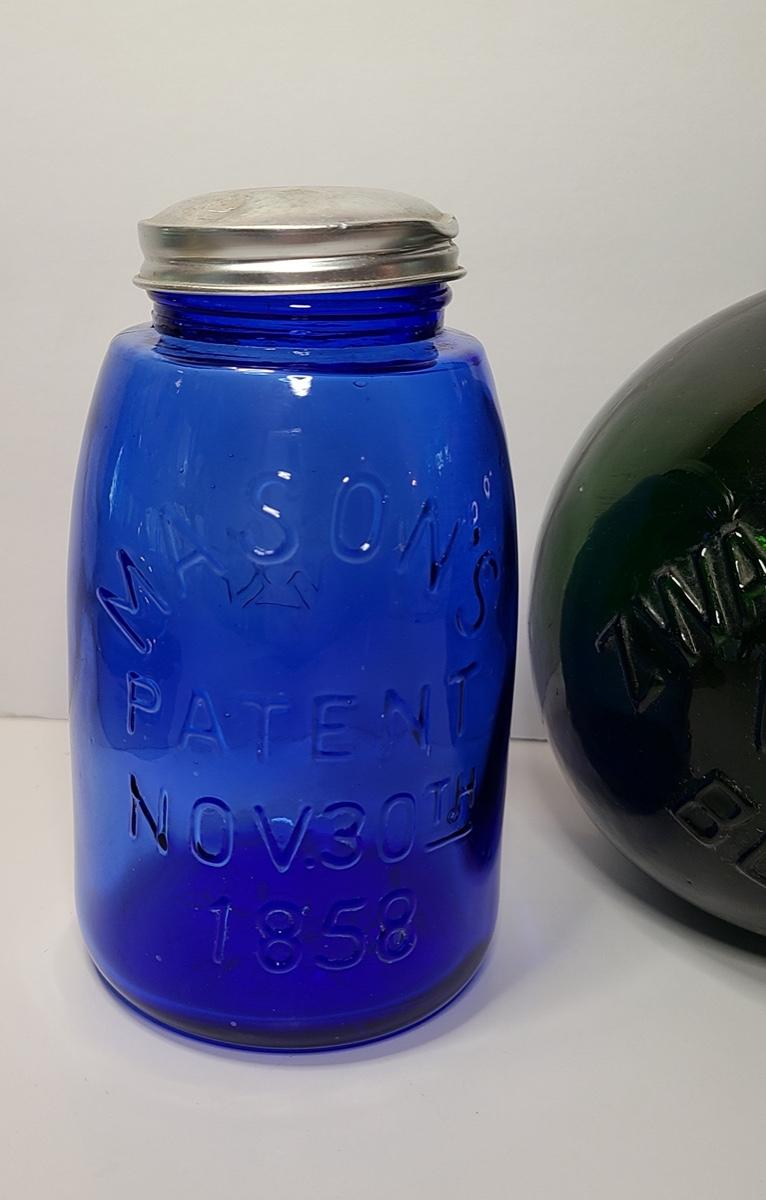 MASON'S
PATENT
NOV.30TH
1858